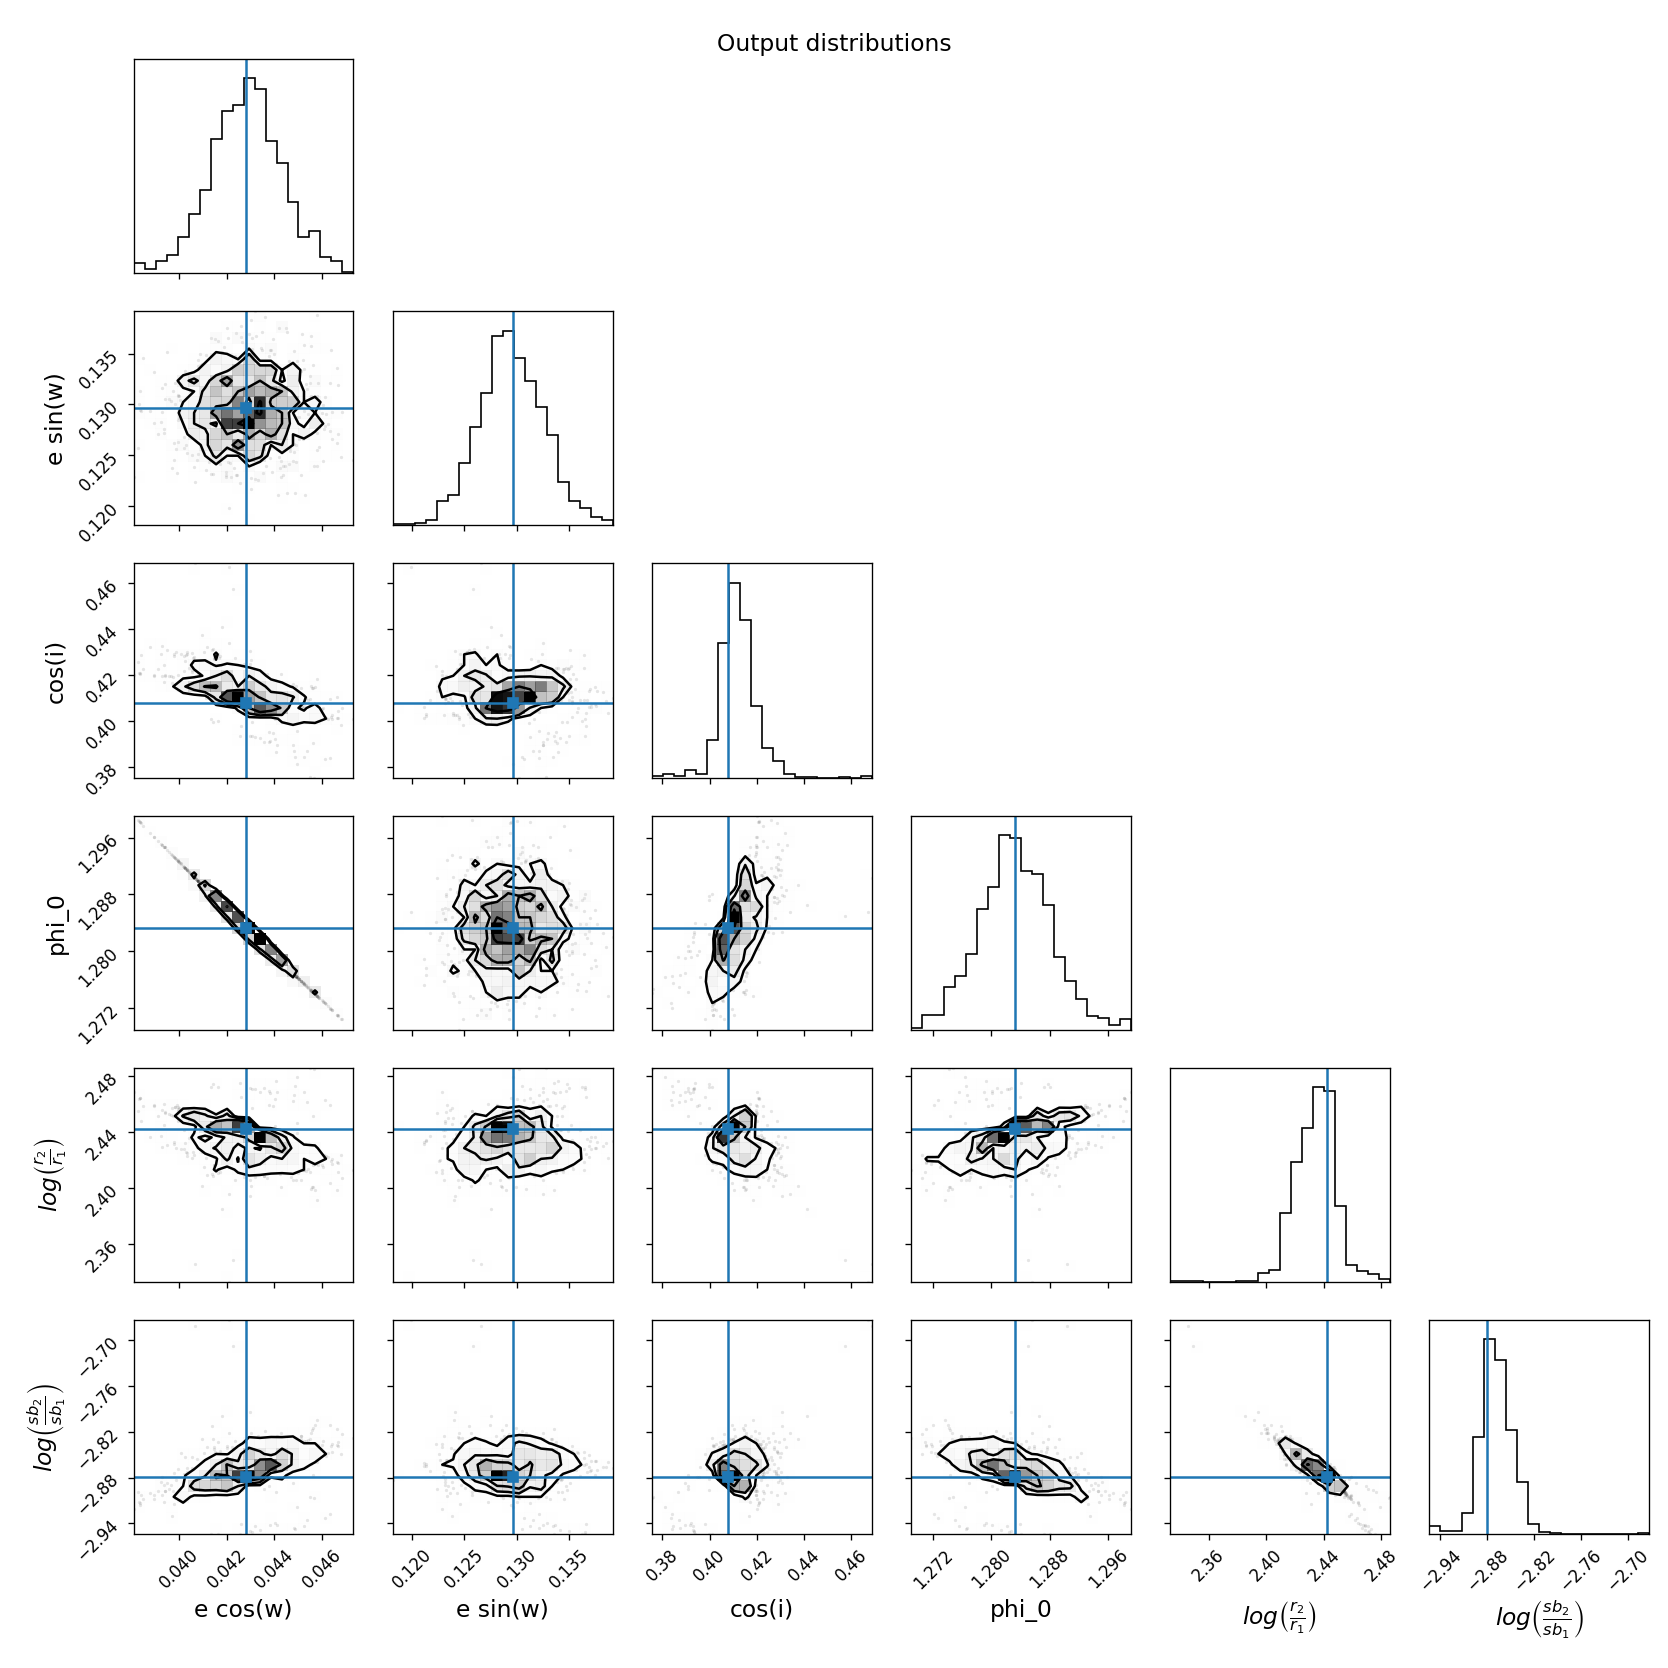 Output distributions
e sin(w)
0.135
0.130
0.125
0.120
cos(i)
0.46
0.44
0.42
0.40
0.38
phi_0
1.296
1.288
1.280
1.272
log(r₂/r₁)
2.48
2.44
2.40
2.36
log(sb₂/sb₁)
−2.70
−2.76
−2.82
−2.88
−2.94
0.040 0.042 0.044 0.046 0.120 0.125 0.130 0.135 0.38 0.40 0.42 0.44 0.46 1.272 1.280 1.288 1.296 2.36 2.40 2.44 2.48 −2.94 −2.88 −2.82 −2.76 −2.70
e cos(w) e sin(w) cos(i) phi_0 log(r₂/r₁) log(sb₂/sb₁)